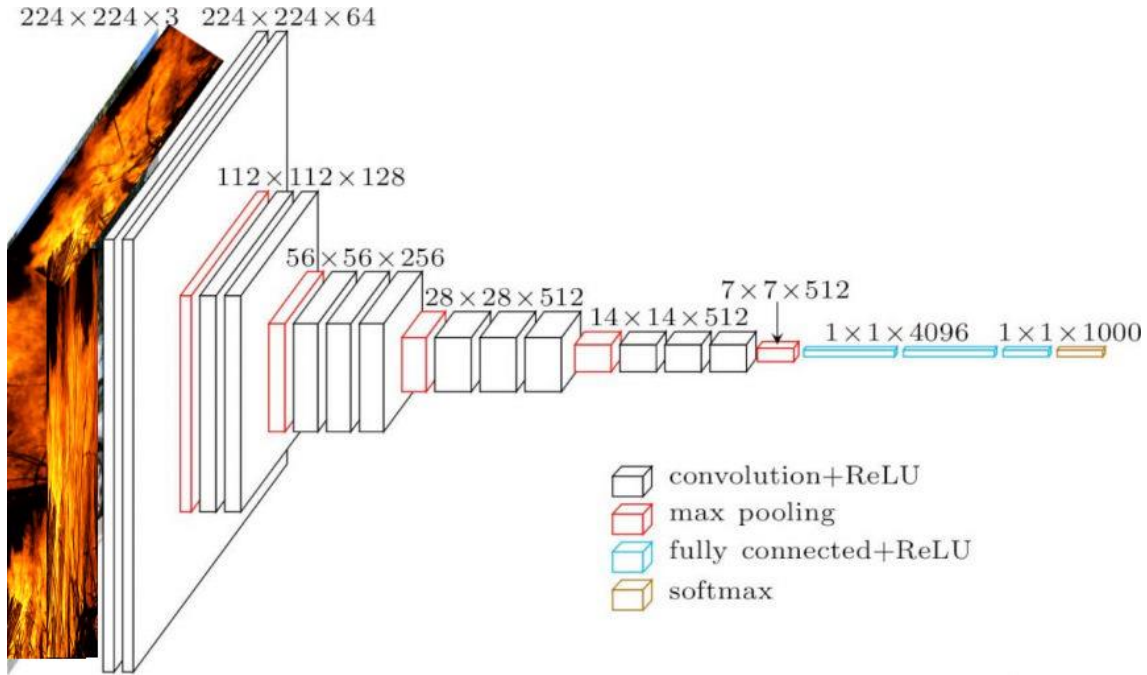 224×224×3
224×224×64
112×112×128
56×56×256
28×28×512
14×14×512
7×7×512
1×1×4096
1×1×1000
convolution+ReLU
max pooling
fully connected+ReLU
softmax